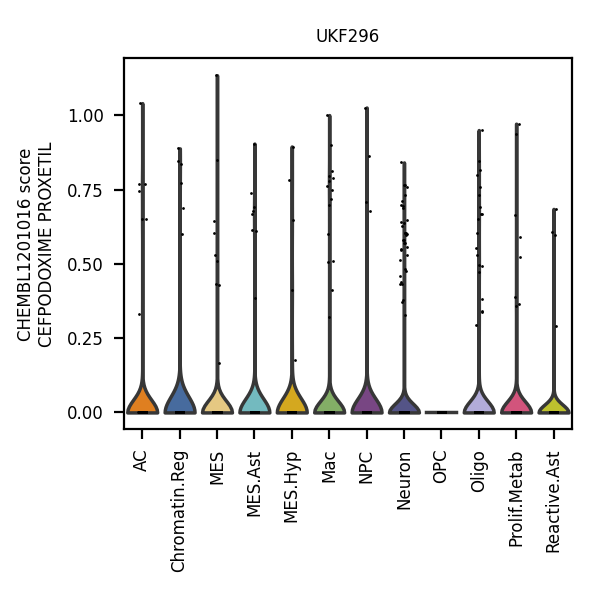 UKF296
CHEMBL1201016 score
CEFPODOXIME PROXETIL
1.00
0.75
0.50
0.25
0.00
AC
Chromatin.Reg
MES
MES.Ast
MES.Hyp
Mac
NPC
Neuron
OPC
Oligo
Prolif.Metab
Reactive.Ast